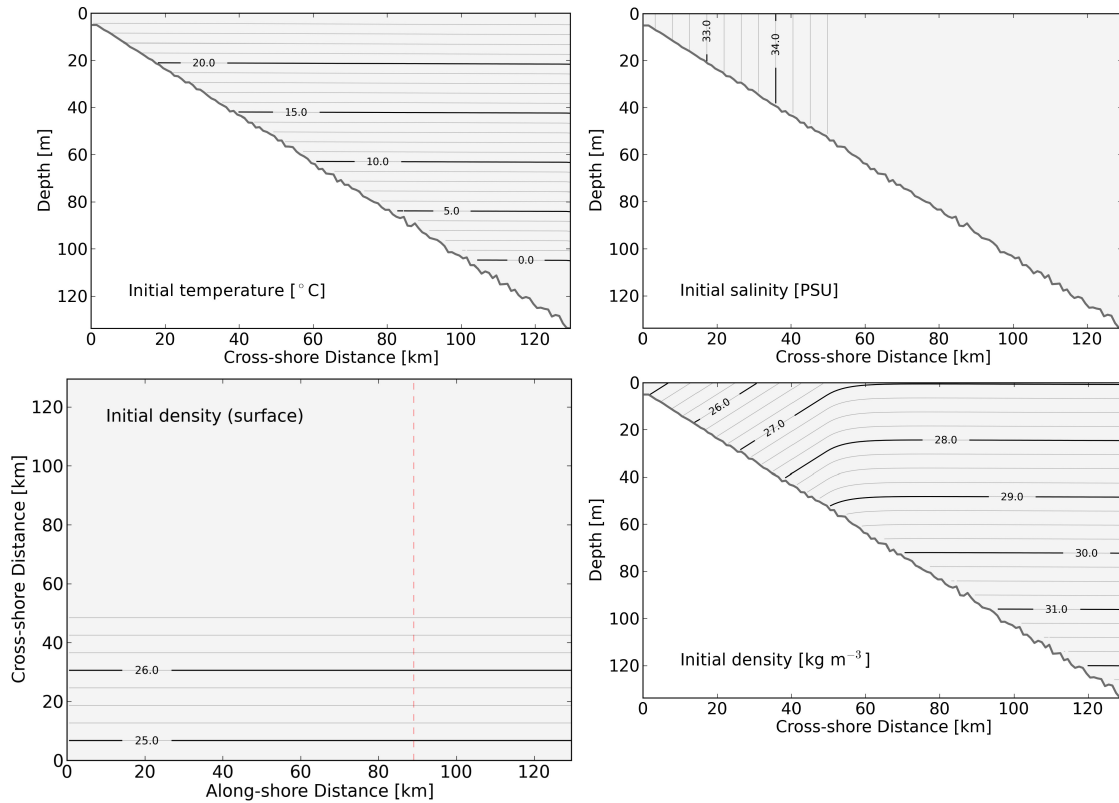 0
20
40
60
80
100
120
Depth [m]
20.0
15.0
10.0
5.0
0.0
Initial temperature [°C]
0 20 40 60 80 100 120
Cross-shore Distance [km]
0
20
40
60
80
100
120
Depth [m]
33.0
34.0
Initial salinity [PSU]
0 20 40 60 80 100 120
Cross-shore Distance [km]
120
100
80
60
40
20
0
Cross-shore Distance [km]
Initial density (surface)
26.0
25.0
0 20 40 60 80 100 120
Along-shore Distance [km]
0
20
40
60
80
100
120
Depth [m]
26.0
27.0
28.0
29.0
30.0
31.0
Initial density [kg m⁻³]
0 20 40 60 80 100 120
Cross-shore Distance [km]